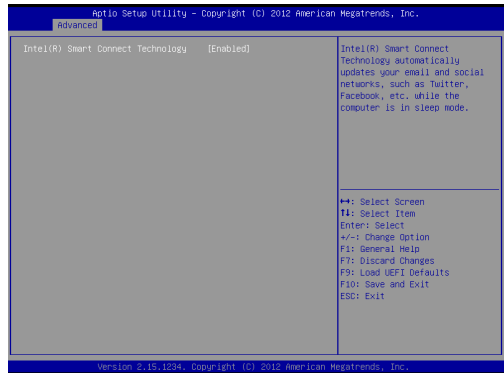 Aptio Setup Utility – Copyright (C) 2012 American Megatrends, Inc.
Advanced
Intel(R) Smart Connect Technology [Enabled]
Intel(R) Smart Connect
Technology automatically
updates your email and social
networks, such as Twitter,
Facebook, etc. while the
computer is in sleep mode.
↔: Select Screen
↑↓: Select Item
Enter: Select
+/-: Change Option
F1: General Help
F7: Discard Changes
F9: Load UEFI Defaults
F10: Save and Exit
ESC: Exit
Version 2.15.1234. Copyright (C) 2012 American Megatrends, Inc.